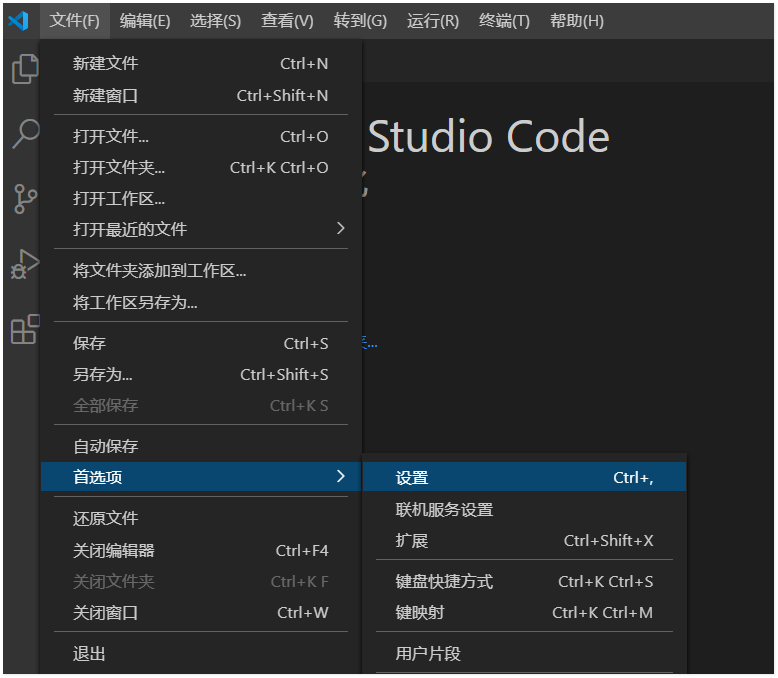 文件(F) 编辑(E) 选择(S) 查看(V) 转到(G) 运行(R) 终端(T) 帮助(H)
新建文件 Ctrl+N
新建窗口 Ctrl+Shift+N
Studio Code
打开文件... Ctrl+O
打开文件夹... Ctrl+K Ctrl+O
打开工作区...
打开最近的文件
将文件夹添加到工作区...
将工作区另存为...
保存 Ctrl+S
...
另存为... Ctrl+Shift+S
全部保存 Ctrl+K S
自动保存
首选项
设置 Ctrl+,
联机服务设置
还原文件
扩展 Ctrl+Shift+X
关闭编辑器 Ctrl+F4
关闭文件夹 Ctrl+K F
键盘快捷方式 Ctrl+K Ctrl+S
关闭窗口 Ctrl+W
键映射 Ctrl+K Ctrl+M
退出
用户片段